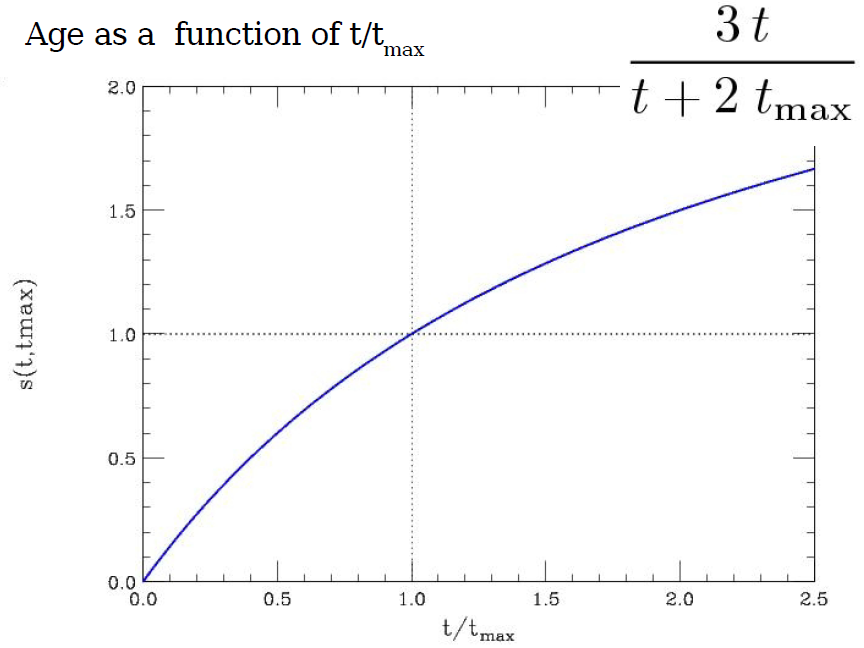 Age as a function of t/tmax
3 t
t + 2 tmax
2.0
1.5
1.0
0.5
0.0
s(t,tmax)
0.0 0.5 1.0 1.5 2.0 2.5
t/tmax